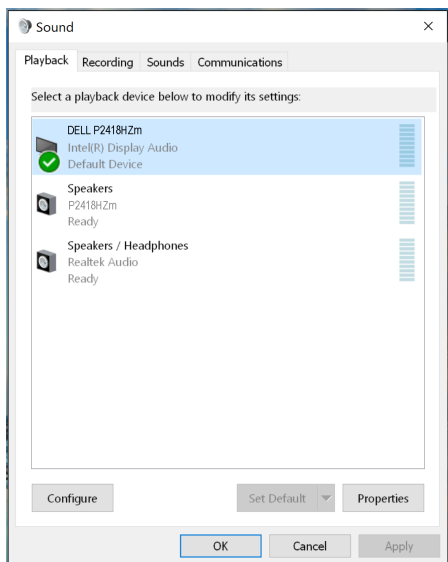 Sound
Playback Recording Sounds Communications
Select a playback device below to modify its settings:
DELL P2418HZm
Intel(R) Display Audio
Default Device
Speakers
P2418HZm
Ready
Speakers / Headphones
Realtek Audio
Ready
Configure Set Default Properties
OK Cancel Apply